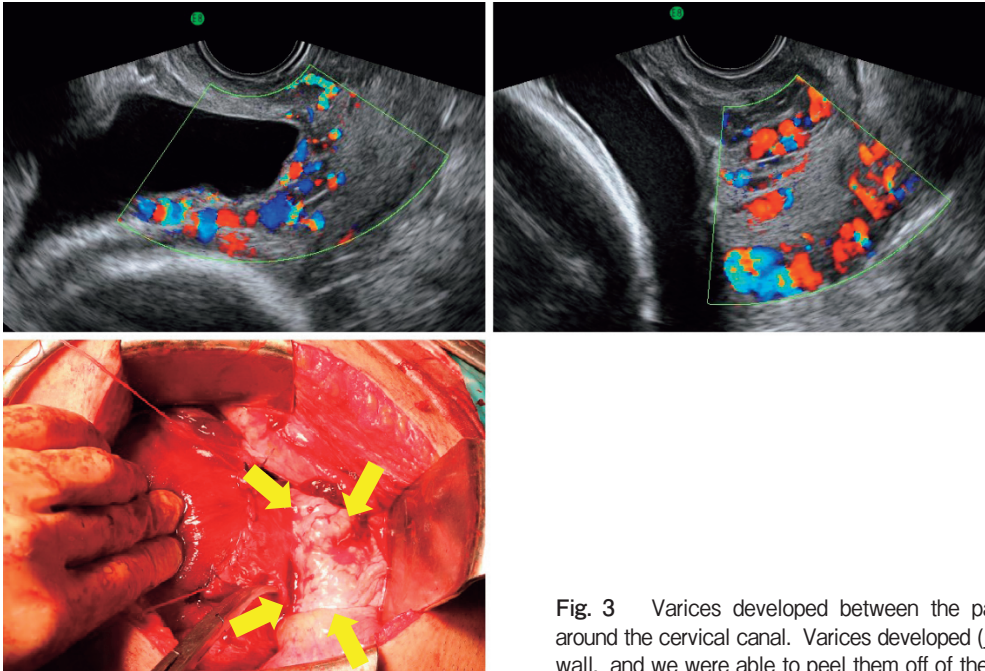 Fig. 3 Varices developed between the
around the cervical canal. Varices developed
wall, and we were able to peel them off of the